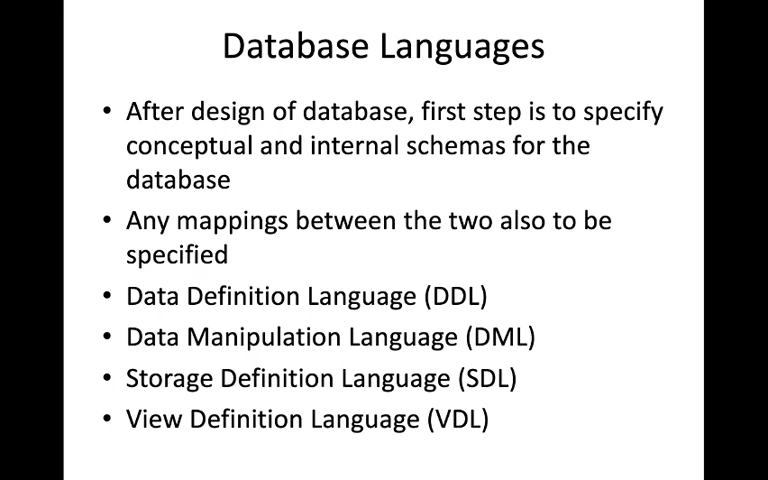 Database Languages
• After design of database, first step is to specify
conceptual and internal schemas for the
database
• Any mappings between the two also to be
specified
• Data Definition Language (DDL)
• Data Manipulation Language (DML)
• Storage Definition Language (SDL)
• View Definition Language (VDL)